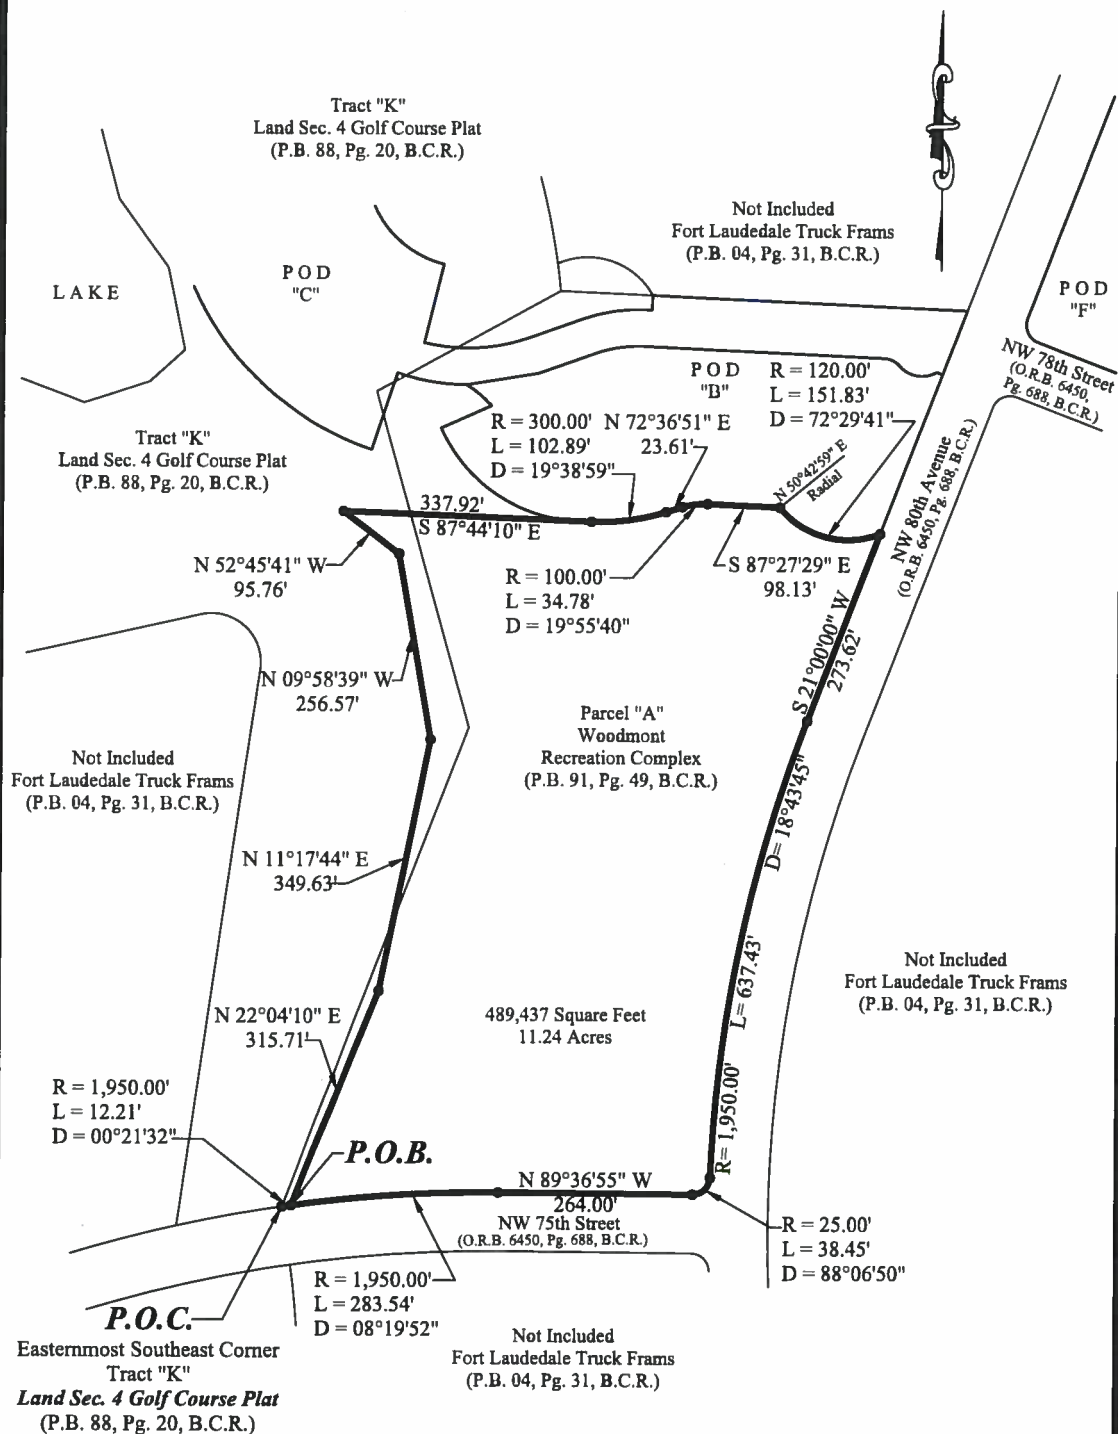 Tract "K"
Land Sec. 4 Golf Course Plat
(P.B. 88, Pg. 20, B.C.R.)
Not Included
Fort Laudedale Truck Frams
(P.B. 04, Pg. 31, B.C.R.)
LAKE
POD
"C"
POD
"F"
NW 78th Street
(O.R.B. 6450,
Pg. 688, B.C.R.)
POD
"B"
R = 120.00'
L = 151.83'
D = 72°29'41"
R = 300.00'
L = 102.89'
D = 19°38'59"
N 72°36'51" E
23.61'
N 50°42'59" E
Radial
NW 80th Avenue
(O.R.B. 6450, Pg. 688, B.C.R.)
Tract "K"
Land Sec. 4 Golf Course Plat
(P.B. 88, Pg. 20, B.C.R.)
337.92'
S 87°44'10" E
N 52°45'41" W
95.76'
R = 100.00'
L = 34.78'
D = 19°55'40"
S 87°27'29" E
98.13'
S 21°00'00" W
273.62'
N 09°58'39" W
256.57'
Parcel "A"
Woodmont
Recreation Complex
(P.B. 91, Pg. 49, B.C.R.)
Not Included
Fort Laudedale Truck Frams
(P.B. 04, Pg. 31, B.C.R.)
D= 18°43'45"
L= 637.43'
R= 1,950.00'
N 11°17'44" E
349.63'
Not Included
Fort Laudedale Truck Frams
(P.B. 04, Pg. 31, B.C.R.)
N 22°04'10" E
315.71'
489,437 Square Feet
11.24 Acres
R = 1,950.00'
L = 12.21'
D = 00°21'32"
P.O.B.
N 89°36'55" W
264.00'
NW 75th Street
(O.R.B. 6450, Pg. 688, B.C.R.)
R = 25.00'
L = 38.45'
D = 88°06'50"
R = 1,950.00'
L = 283.54'
D = 08°19'52"
P.O.C.
Easternmost Southeast Corner
Tract "K"
Land Sec. 4 Golf Course Plat
(P.B. 88, Pg. 20, B.C.R.)
Not Included
Fort Laudedale Truck Frams
(P.B. 04, Pg. 31, B.C.R.)